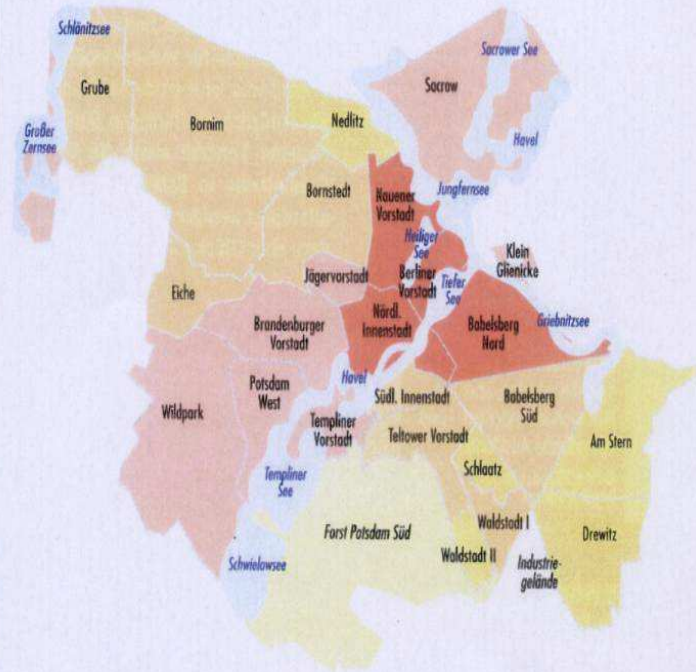 Schlänitzsee
Sacrower See
Grube
Sacrow
Bornim
Nedlitz
Großer
Zernsee
Havel
Bornstedt
Jungfernsee
Nauener
Vorstadt
Heiliger
See
Klein
Glienicke
Jägervorstadt
Berliner
Vorstadt
Tiefer
See
Eiche
Nördl.
Innenstadt
Brandenburger
Vorstadt
Babelsberg
Nord
Griebnitzsee
Havel
Potsdam
West
Südl. Innenstadt
Babelsberg
Süd
Wildpark
Templiner
Vorstadt
Teltower Vorstadt
Am Stern
Schlaatz
Templiner
See
Waldstadt I
Forst Potsdam Süd
Drewitz
Waldstadt II
Industrie-
gelände
Schwielowsee